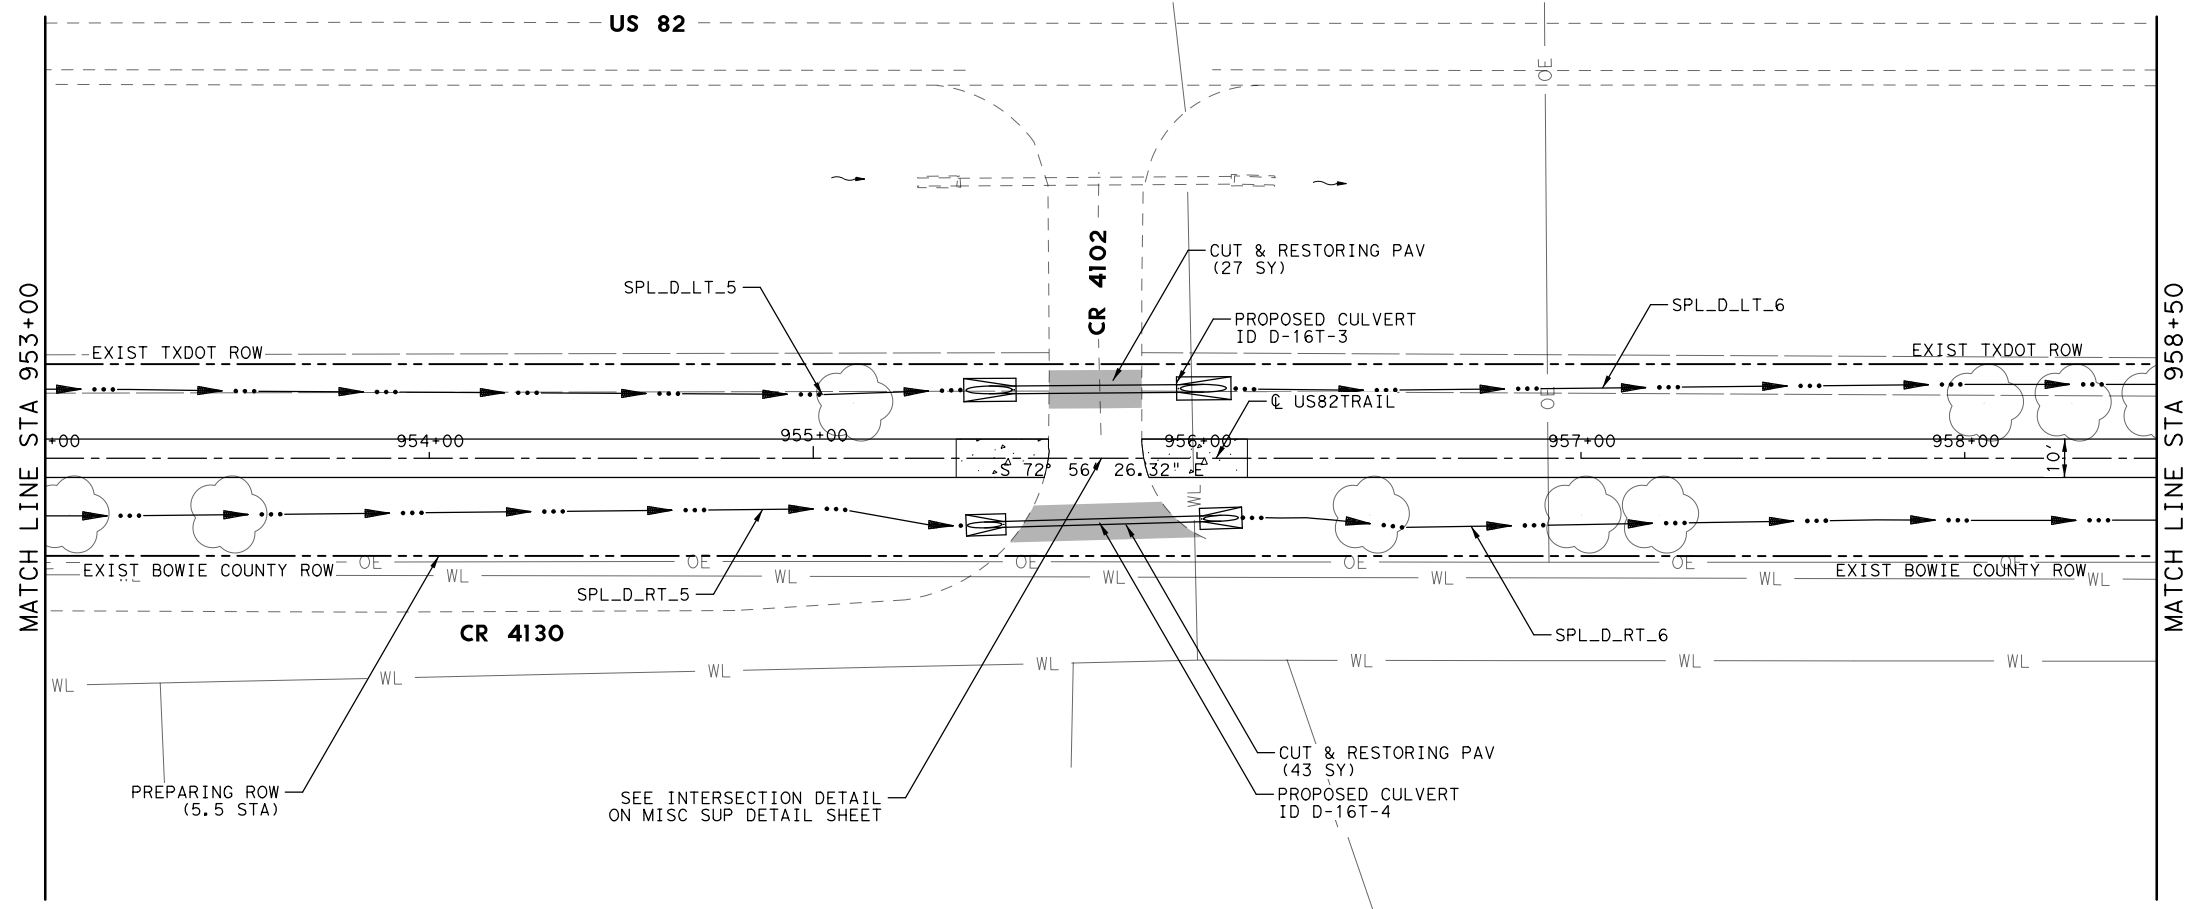 US 82
OE
CR 4102
CUT & RESTORING PAV
(27 SY)
SPL_D_LT_5
SPL_D_LT_6
PROPOSED CULVERT
ID D-16T-3
MATCH LINE STA 953+00
MATCH LINE STA 958+50
EXIST TXDOT ROW
EXIST TXDOT ROW
OE
℄ US82TRAIL
+00
954+00
955+00
956+00
957+00
958+00
10'
S 72° 56' 26.32" E
WL
OE
OE
OE
OE
OE
OE
EXIST BOWIE COUNTY ROW
WL
WL
WL
WL
WL
EXIST BOWIE COUNTY ROW
WL
SPL_D_RT_5
CR 4130
SPL_D_RT_6
WL
WL
WL
WL
WL
WL
WL
CUT & RESTORING PAV
(43 SY)
PREPARING ROW
(5.5 STA)
SEE INTERSECTION DETAIL
ON MISC SUP DETAIL SHEET
PROPOSED CULVERT
ID D-16T-4